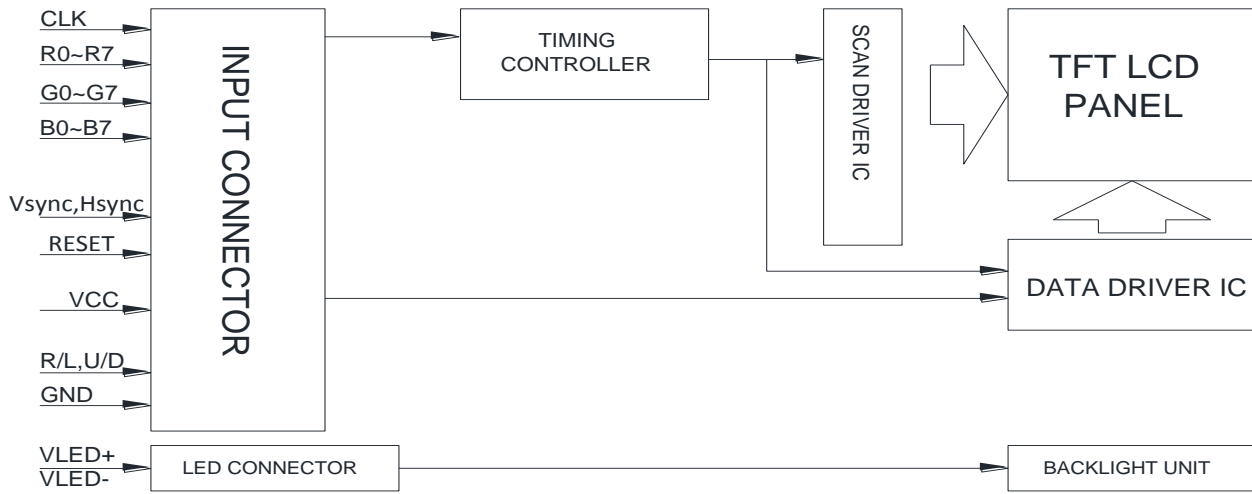 CLK
R0~R7
G0~G7
B0~B7
Vsync,Hsync
RESET
VCC
R/L,U/D
GND
VLED+
VLED-
INPUT CONNECTOR
LED CONNECTOR
TIMING
CONTROLLER
SCAN DRIVER IC
TFT LCD
PANEL
DATA DRIVER IC
BACKLIGHT UNIT